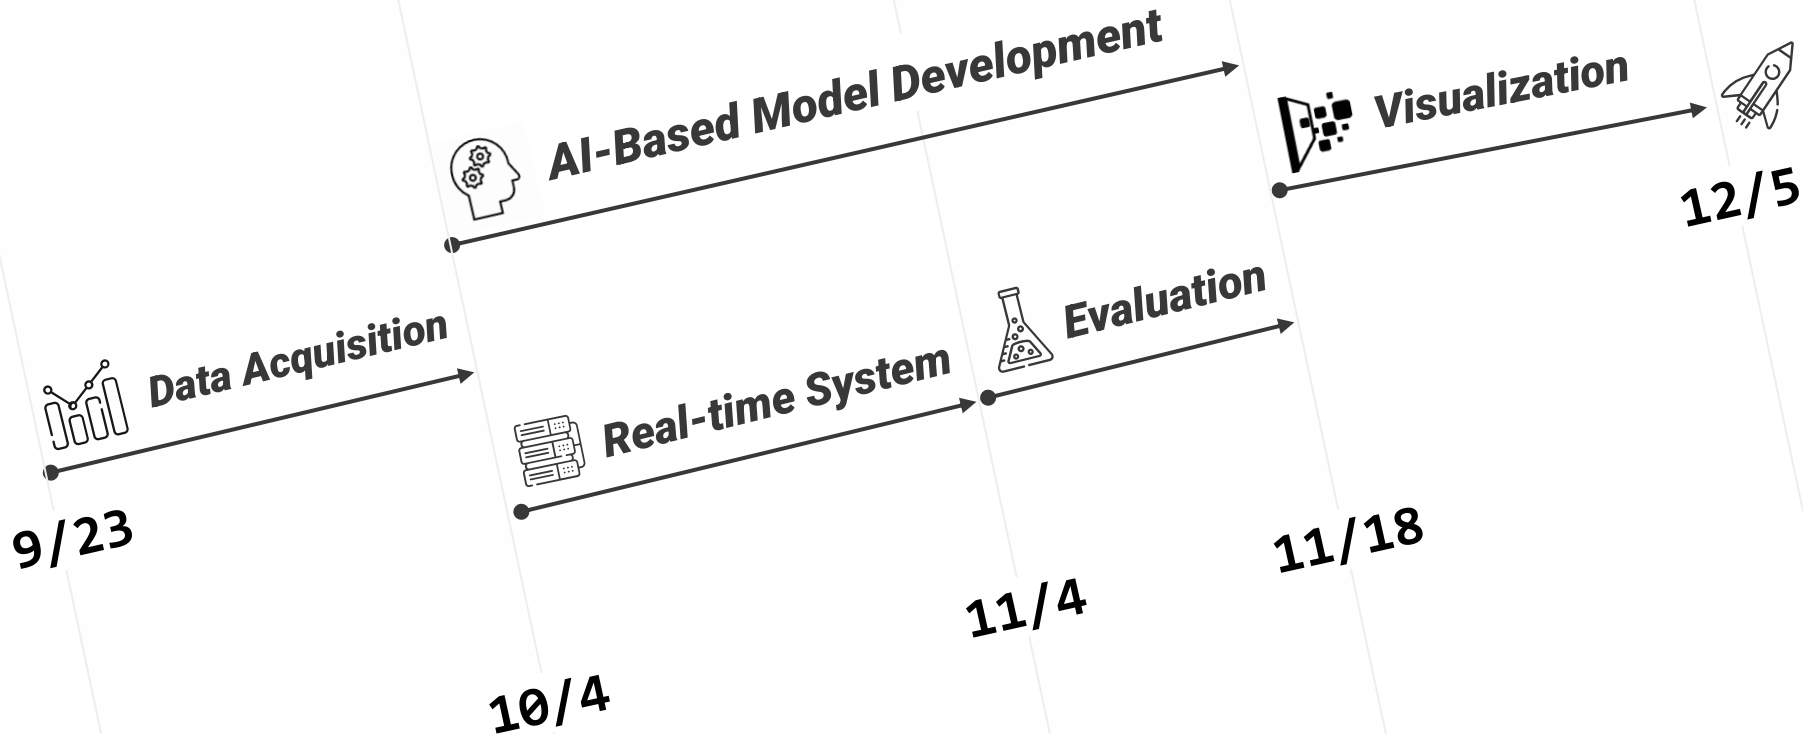 AI-Based Model Development
Visualization
12/5
Data Acquisition
Real-time System
Evaluation
9/23
10/4
11/4
11/18